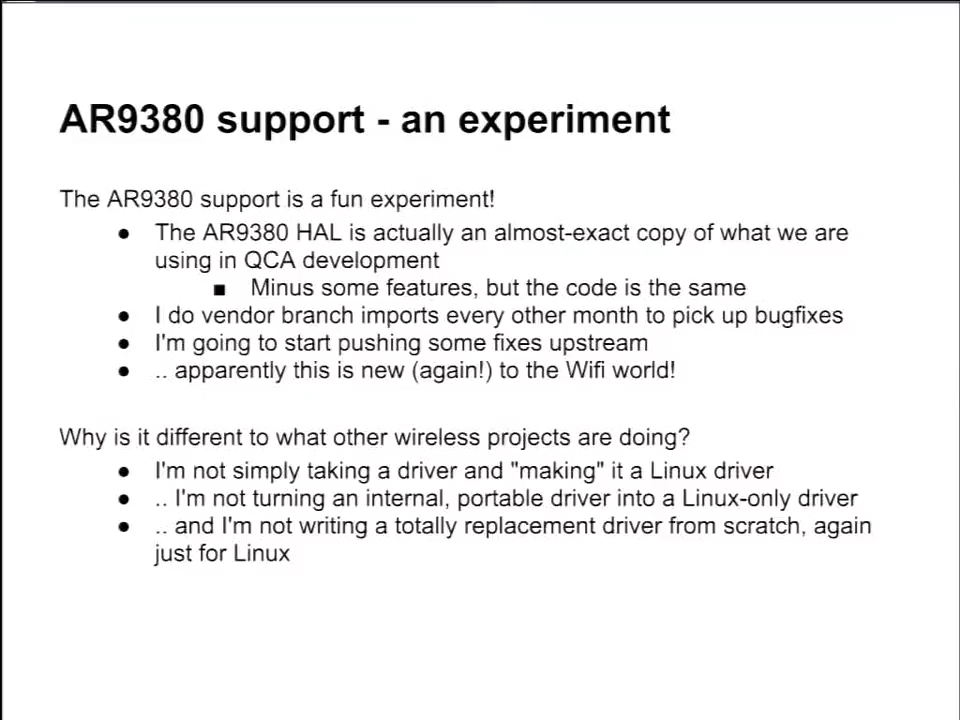 AR9380 support - an experiment
The AR9380 support is a fun experiment!
● The AR9380 HAL is actually an almost-exact copy of what we are
using in QCA development
■ Minus some features, but the code is the same
● I do vendor branch imports every other month to pick up bugfixes
● I'm going to start pushing some fixes upstream
● .. apparently this is new (again!) to the Wifi world!
Why is it different to what other wireless projects are doing?
● I'm not simply taking a driver and "making" it a Linux driver
● .. I'm not turning an internal, portable driver into a Linux-only driver
● .. and I'm not writing a totally replacement driver from scratch, again
just for Linux